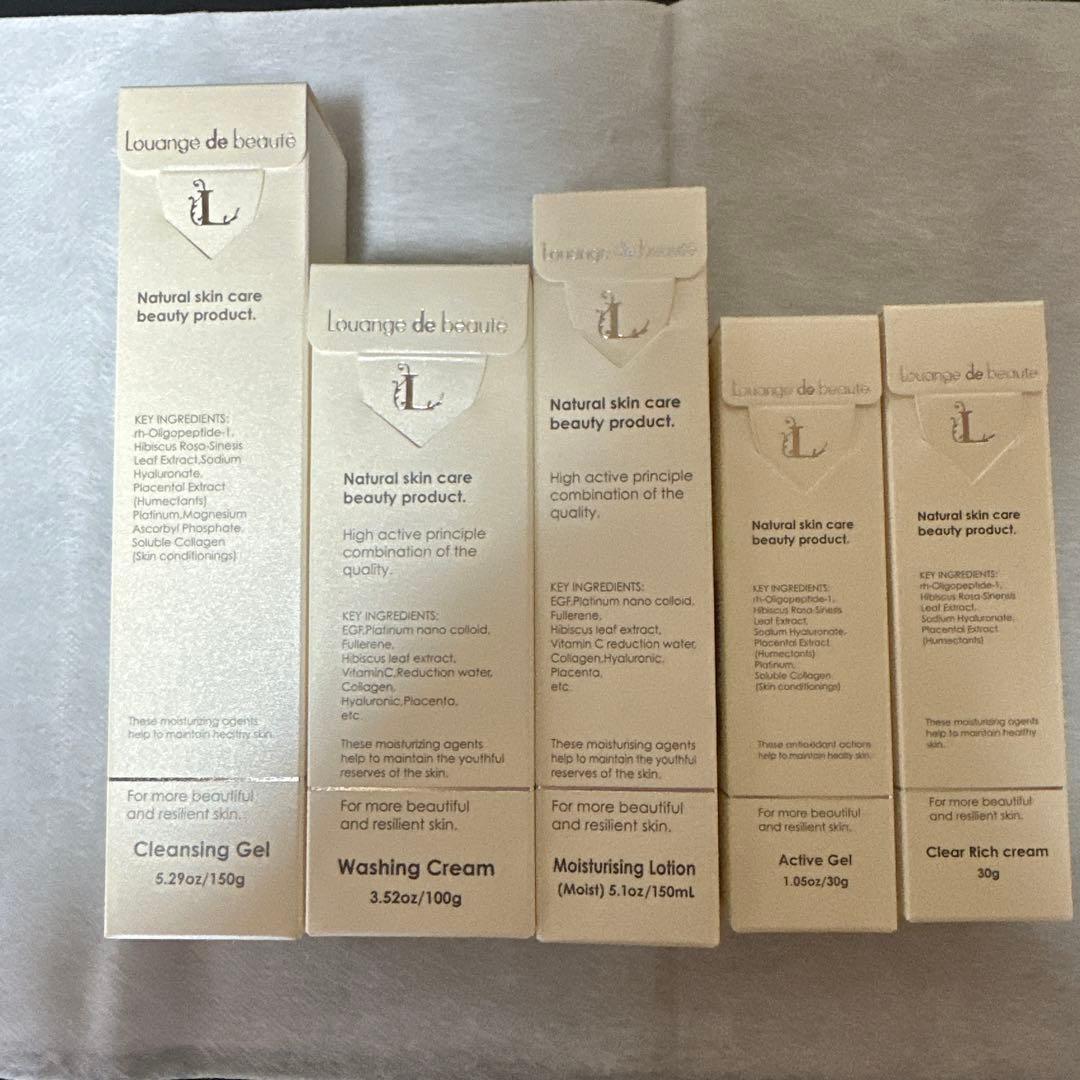 Louange de beauté
L
Natural skin care
beauty product.
KEY INGREDIENTS:
rh-Oligopeptide-1,
Hibiscus Rosa-Sinesis
Leaf Extract,Sodium
Hyaluronate,
Placental Extract
(Humectants)
Platinum,Magnesium
Ascorbyl Phosphate,
Soluble Collagen
(Skin conditionings)
These moisturizing agents
help to maintain healthy skin.
For more beautiful
and resilient skin.
Cleansing Gel
5.29oz/150g
Louange de beauté
L
Natural skin care
beauty product.
High active principle
combination of the
quality.
KEY INGREDIENTS:
EGF,Platinum nano colloid,
Fullerene,
Hibiscus leaf extract,
VitaminC,Reduction water,
Collagen,
Hyaluronic,Placenta,
etc.
These moisturizing agents
help to maintain the youthful
reserves of the skin.
For more beautiful
and resilient skin.
Washing Cream
3.52oz/100g
Louange de beauté
L
Natural skin care
beauty product.
High active principle
combination of the
quality.
KEY INGREDIENTS:
EGF,Platinum nano colloid,
Fullerene,
Hibiscus leaf extract,
Vitamin C reduction water,
Collagen,Hyaluronic,
Placenta,
etc.
These moisturising agents
help to maintain the youthful
reserves of the skin.
For more beautiful
and resilient skin.
Moisturising Lotion
(Moist) 5.1oz/150mL
Louange de beauté
L
Natural skin care
beauty product.
KEY INGREDIENTS:
rh-Oligopeptide-1,
Hibiscus Rosa-Sinesis
Leaf Extract,
Sodium Hyaluronate,
Placental Extract
(Humectants)
Platinum,
Soluble Collagen
(Skin conditionings)
These antioxidant actions
help to maintain healty skin.
For more beautiful
and resilient skin.
Active Gel
1.05oz/30g
Louange de beauté
L
Natural skin care
beauty product.
KEY INGREDIENTS:
rh-Oligopeptide-1,
Hibiscus Rosa-Sinensis
Leaf Extract,
Sodium Hyaluronate,
Placental Extract
(Humectants)
These moisturizing agents
help to maintain healthy
skin.
For more beautiful
and resilient skin.
Clear Rich cream
30g